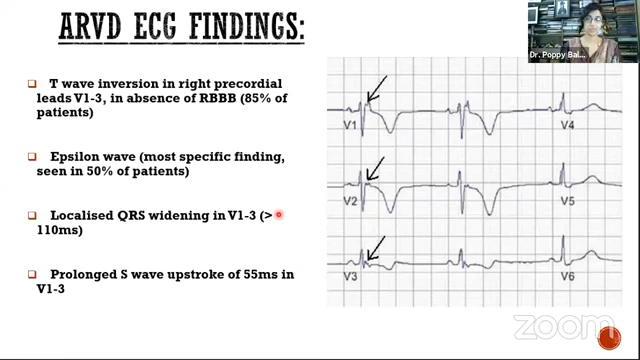 ARVD ECG FINDINGS:
Dr. Poppy Bal...
T wave inversion in right precordial
leads V1-3, in absence of RBBB (85% of
patients)
Epsilon wave (most specific finding,
seen in 50% of patients)
Localised QRS widening in V1-3 (>
110ms)
Prolonged S wave upstroke of 55ms in
V1-3
V1
V4
V2
V5
V3
V6
zoom